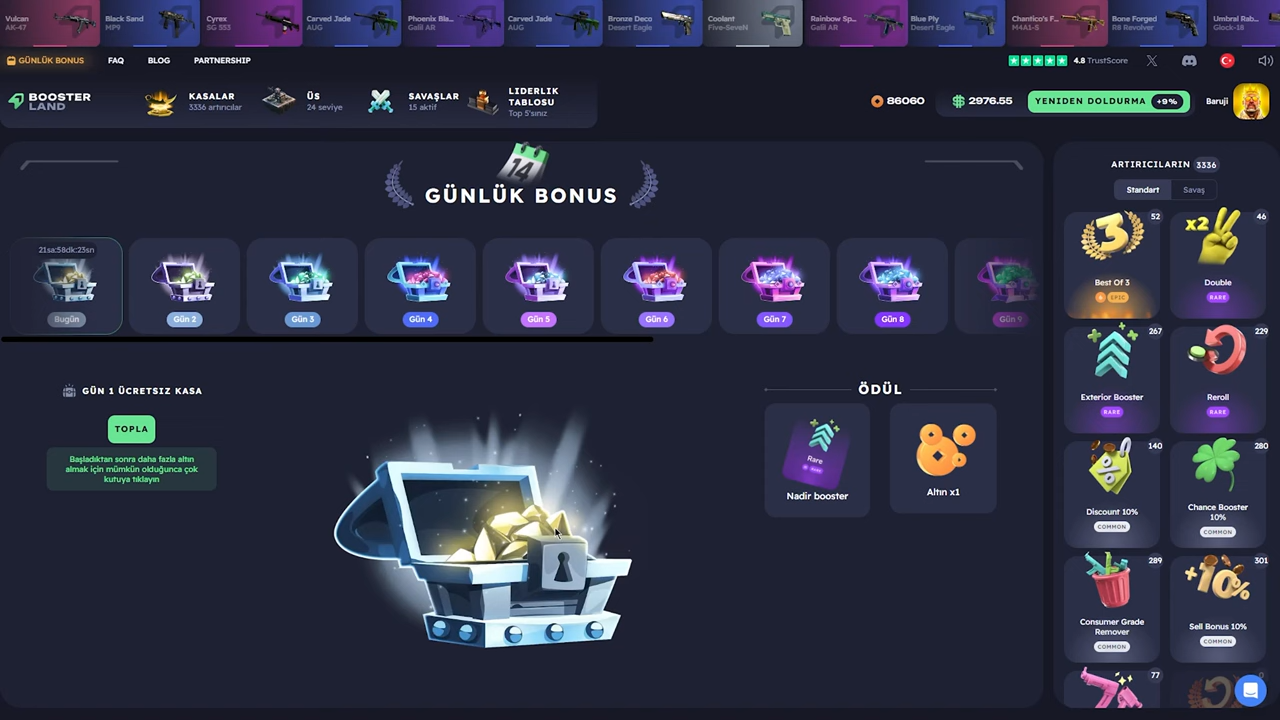 Vulcan
AK-47
Black Sand
MP9
Cyrex
SG 553
Carved Jade
AUG
Phoenix Bla...
Galil AR
Carved Jade
AUG
Bronze Deco
Desert Eagle
Coolant
Five-SeveN
Rainbow Sp...
Galil AR
Blue Ply
Desert Eagle
Chantico's F...
M4A1-S
Bone Forged
R8 Revolver
Umbral Rab...
Glock-18
GÜNLÜK BONUS
FAQ
BLOG
PARTNERSHIP
4.8 TrustScore
BOOSTER
LAND
KASALAR
3336 artırıcılar
ÜS
24 seviye
SAVAŞLAR
15 aktif
LIDERLIK
TABLOSU
Top 5'sınız
86060
2976.55
YENIDEN DOLDURMA +9%
Baruji
14
GÜNLÜK BONUS
21sa:58dk:23sn
Bugün
Gün 2
Gün 3
Gün 4
Gün 5
Gün 6
Gün 7
Gün 8
Gün 9
GÜN 1 ÜCRETSIZ KASA
TOPLA
Başladıktan sonra daha fazla altın
almak için mümkün olduğunca çok
kutuya tıklayın
ÖDÜL
Rare
Nadir booster
Altın x1
ARTIRICILARIN 3336
Standart
Savaş
52
3
Best Of 3
EPIC
46
x2
Double
RARE
267
Exterior Booster
RARE
229
Reroll
RARE
140
%
Discount 10%
COMMON
280
Chance Booster
10%
COMMON
289
Consumer Grade
Remover
COMMON
301
+10%
Sell Bonus 10%
COMMON
77